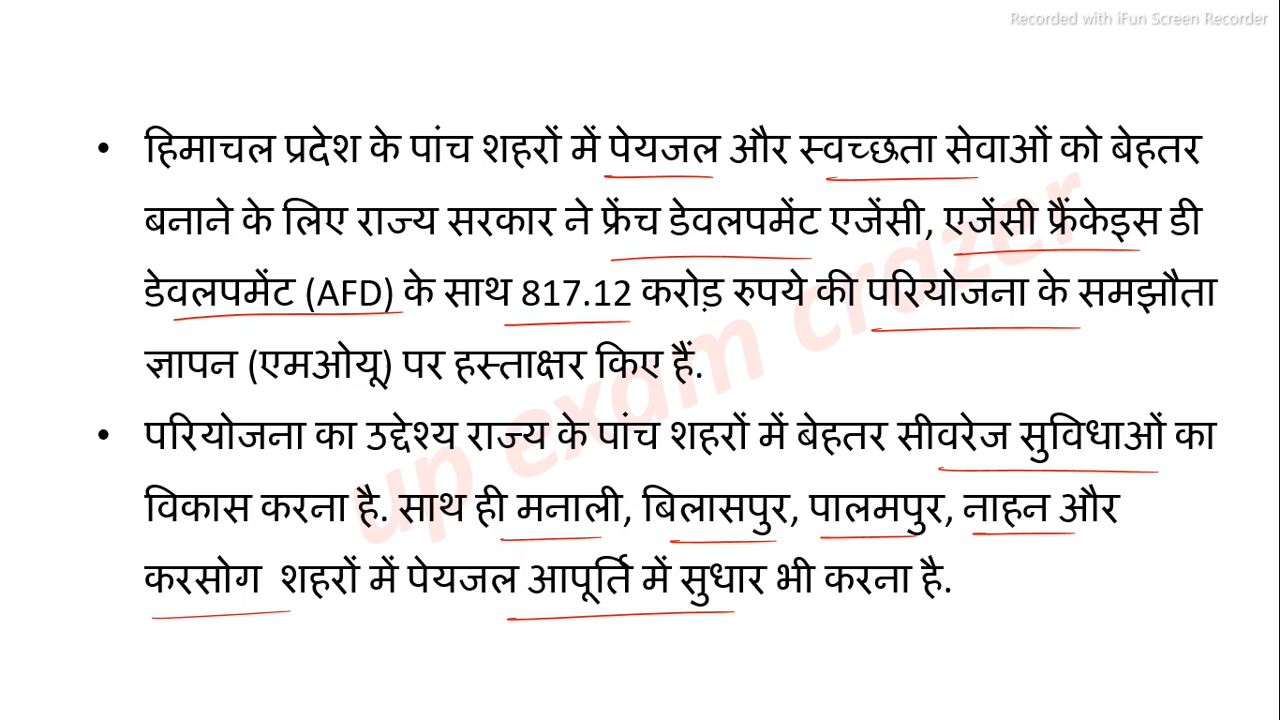 Recorded with iFun Screen Recorder
• हिमाचल प्रदेश के पांच शहरों में पेयजल और स्वच्छता सेवाओं को बेहतर
बनाने के लिए राज्य सरकार ने फ्रेंच डेवलपमेंट एजेंसी, एजेंसी फ्रैंकेइस डी
डेवलपमेंट (AFD) के साथ 817.12 करोड़ रुपये की परियोजना के समझौता
ज्ञापन (एमओयू) पर हस्ताक्षर किए हैं.
• परियोजना का उद्देश्य राज्य के पांच शहरों में बेहतर सीवरेज सुविधाओं का
विकास करना है. साथ ही मनाली, बिलासपुर, पालमपुर, नाहन और
करसोग शहरों में पेयजल आपूर्ति में सुधार भी करना है.
up exam crazer